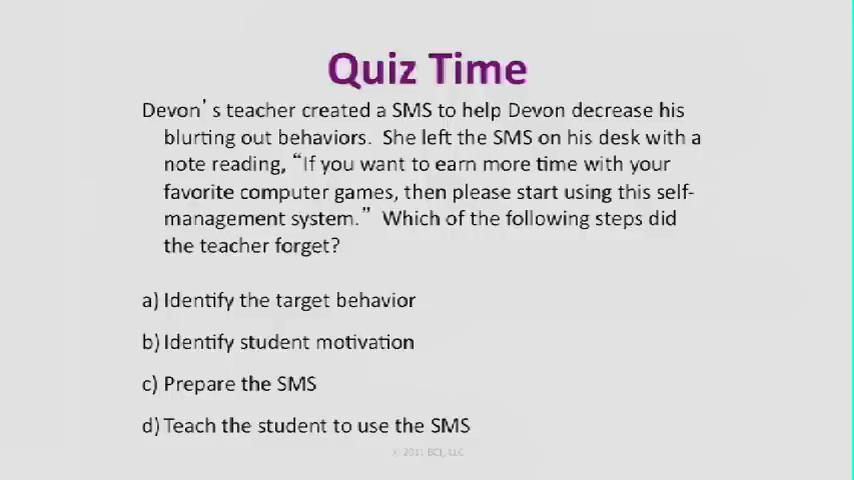 Quiz Time
Devon's teacher created a SMS to help Devon decrease his
blurting out behaviors. She left the SMS on his desk with a
note reading, “If you want to earn more time with your
favorite computer games, then please start using this self-
management system.” Which of the following steps did
the teacher forget?
a) Identify the target behavior
b) Identify student motivation
c) Prepare the SMS
d) Teach the student to use the SMS
© 2011 BCI, LLC